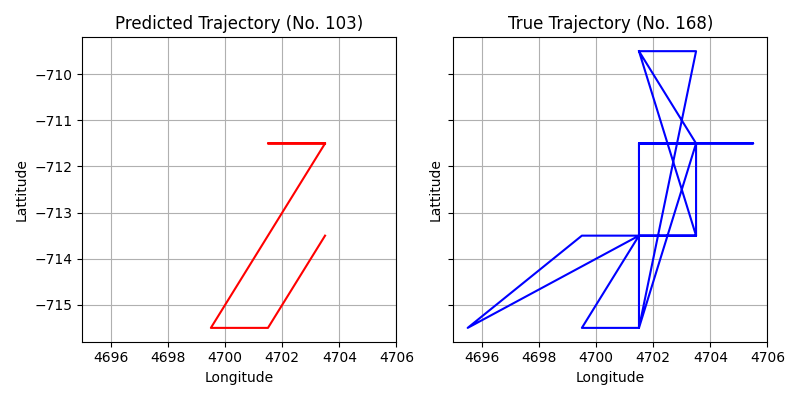 Predicted Trajectory (No. 103)
True Trajectory (No. 168)
−710
−711
−712
−713
−714
−715
Lattitude
Lattitude
4696 4698 4700 4702 4704 4706
4696 4698 4700 4702 4704 4706
Longitude
Longitude